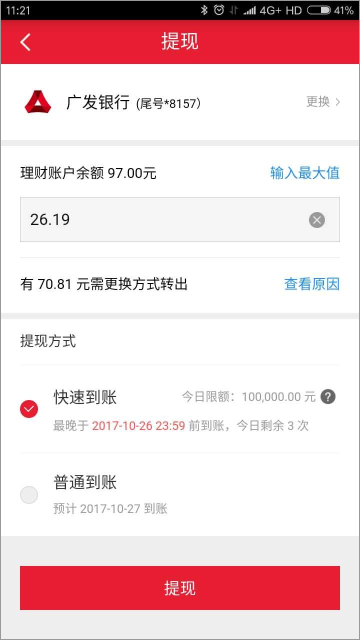 11:21 4G+ HD 41%
提现
广发银行 (尾号*8157) 更换
理财账户余额 97.00元 输入最大值
26.19
有 70.81 元需更换方式转出 查看原因
提现方式
快速到账 今日限额：100,000.00 元 ?
最晚于 2017-10-26 23:59 前到账，今日剩余 3 次
普通到账
预计 2017-10-27 到账
提现